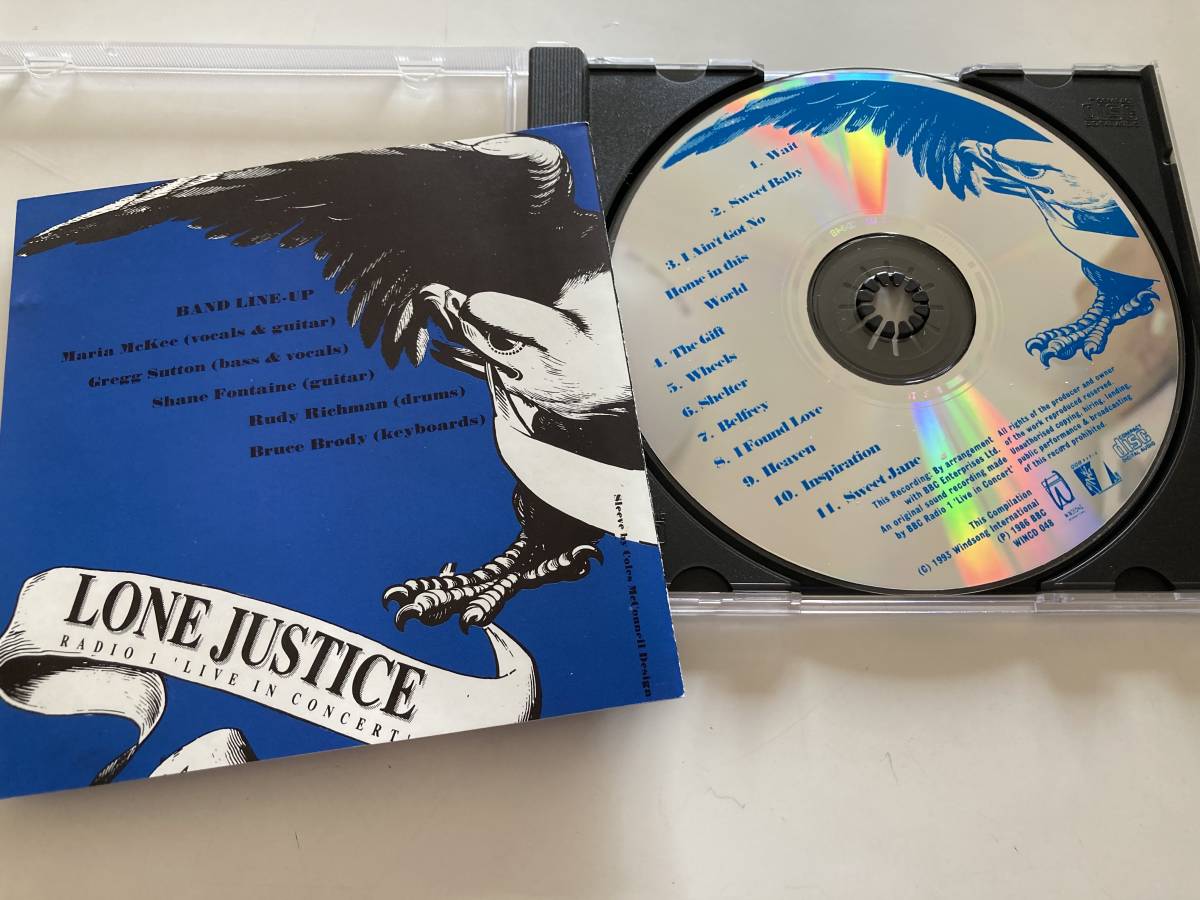 BAND LINE-UP
Maria McKee (vocals & guitar)
Gregg Sutton (bass & vocals)
Shane Fontaine (guitar)
Rudy Richman (drums)
Bruce Brody (keyboards)
Sleeve by Coles McConnell Design
LONE JUSTICE
RADIO 1 'LIVE IN CONCERT'
1. Wait
2. Sweet Baby
3. I Ain't Got No
Home in this
World
4. The Gift
5. Wheels
6. Shelter
7. Belfrey
8. I Found Love
9. Heaven
10. Inspiration
11. Sweet Jane
This Recording: By arrangement
with BBC Enterprises Ltd.
An original sound recording made
by BBC Radio 1 'Live in Concert'
All rights of the producer and owner
of the work reproduced reserved.
Unauthorised copying, hiring, lending,
public performance & broadcasting
of this record prohibited.
This Compilation
(C) 1993 Windsong International
(P) 1986 BBC
WINCD 048
COMPACT
disc
DIGITAL AUDIO